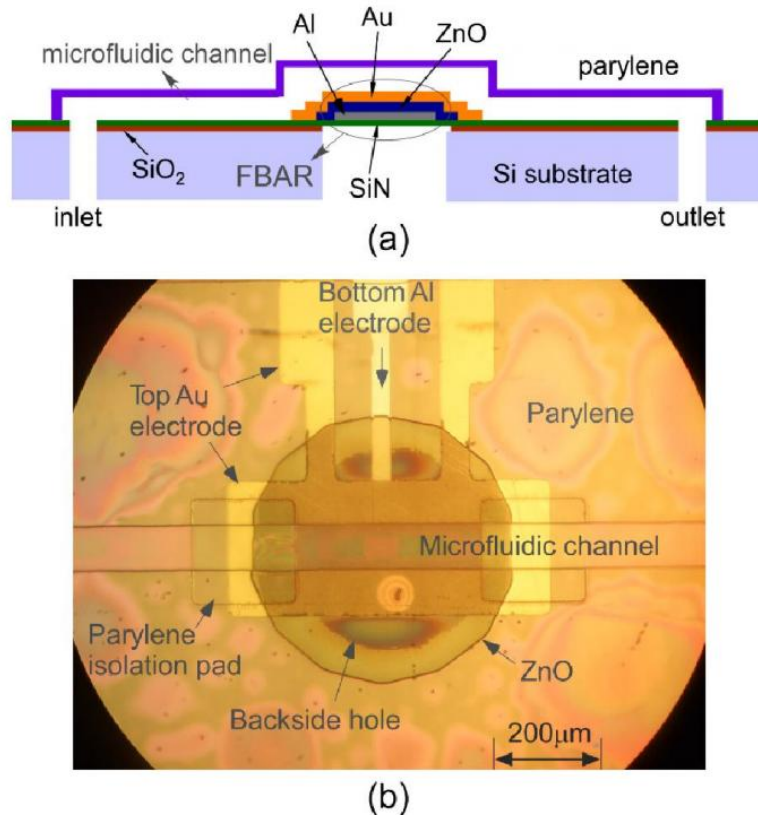 Al
Au
ZnO
microfluidic channel
parylene
SiO2
FBAR
SiN
Si substrate
inlet
outlet
(a)
Bottom Al
electrode
Top Au
electrode
Parylene
Microfluidic channel
Parylene
isolation pad
ZnO
Backside hole
200μm
(b)